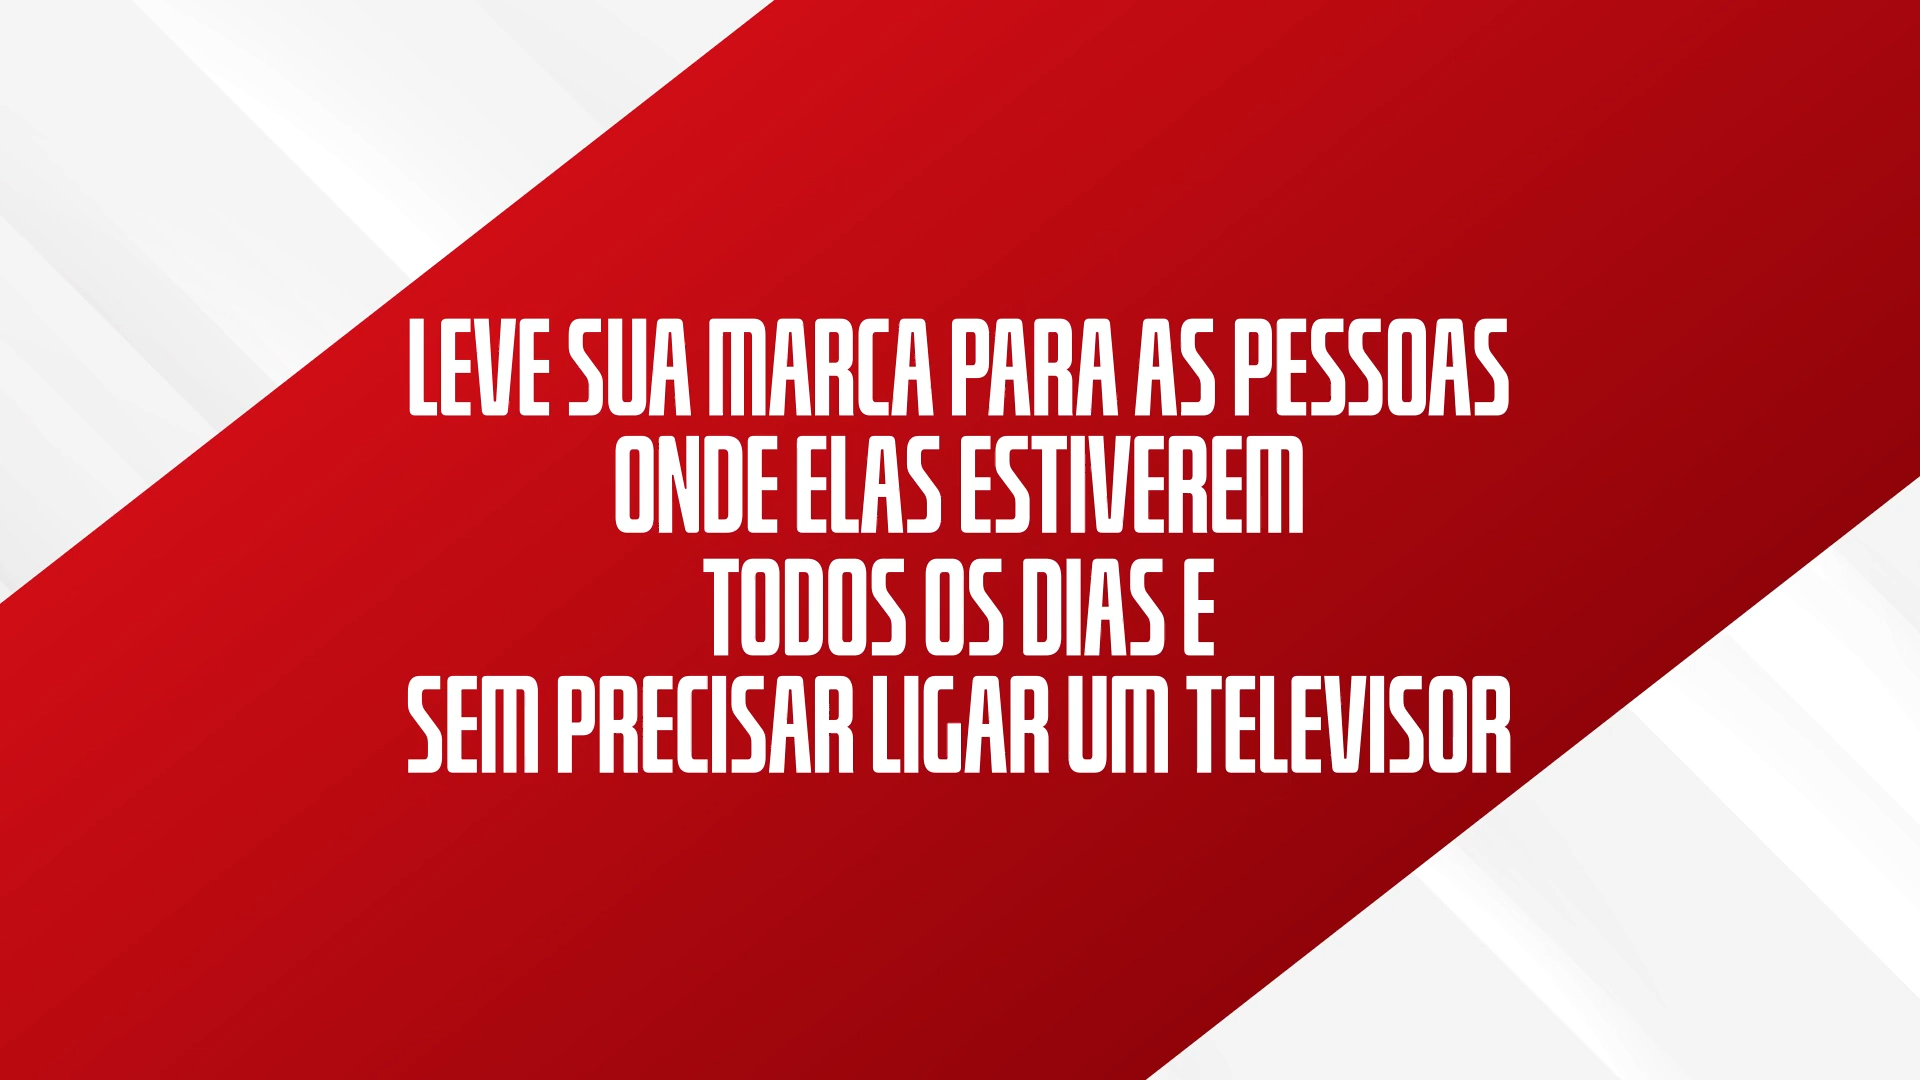 LEVE SUA MARCA PARA AS PESSOAS
ONDE ELAS ESTIVEREM
TODOS OS DIAS E
SEM PRECISAR LIGAR UM TELEVISOR